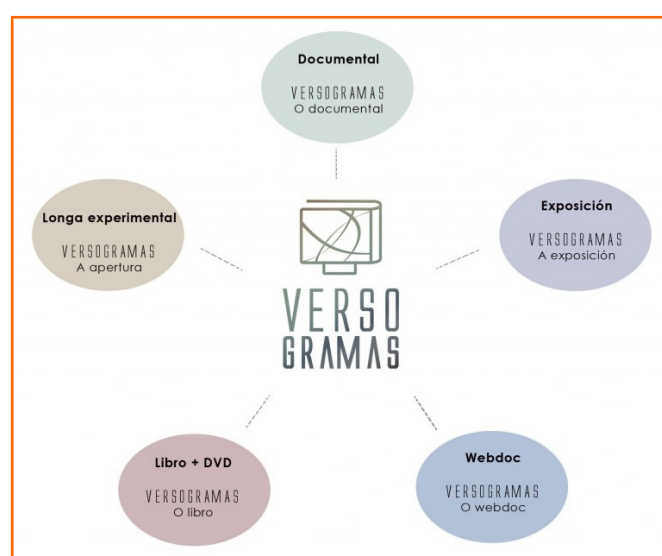 Documental
VERSOGRAMAS
O documental
Longa experimental
VERSOGRAMAS
A apertura
Exposición
VERSOGRAMAS
A exposición
VERSO
GRAMAS
Libro + DVD
VERSOGRAMAS
O libro
Webdoc
VERSOGRAMAS
O webdoc